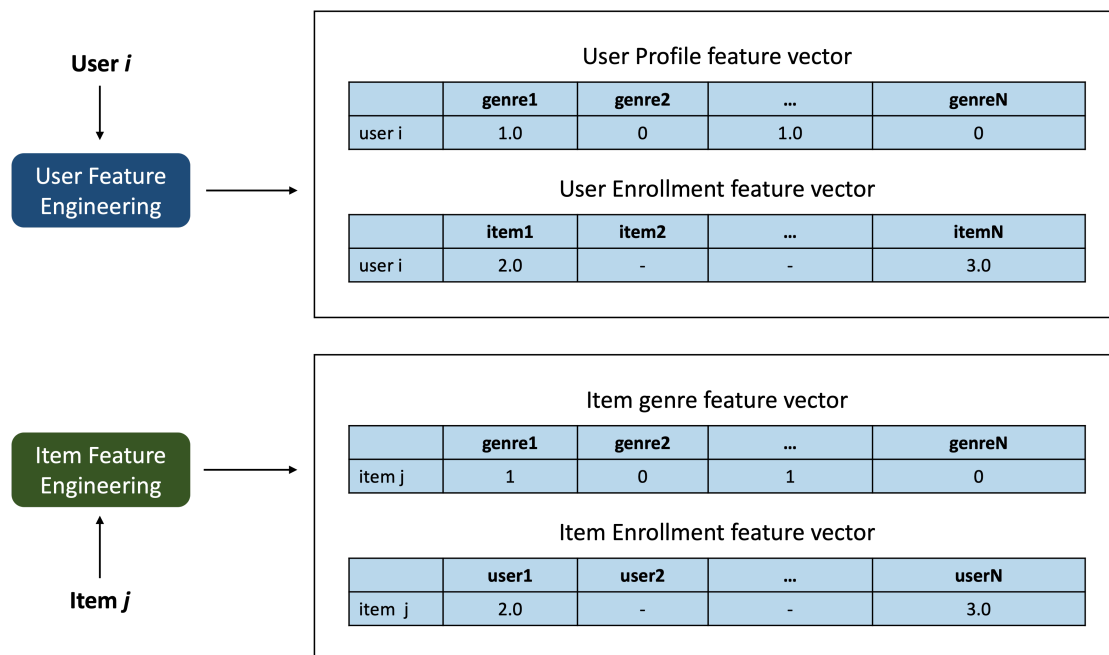 User i
User Feature
Engineering
User Profile feature vector
genre1 genre2 ... genreN
user i 1.0 0 1.0 0
User Enrollment feature vector
item1 item2 ... itemN
user i 2.0 - - 3.0
Item Feature
Engineering
Item j
Item genre feature vector
genre1 genre2 ... genreN
item j 1 0 1 0
Item Enrollment feature vector
user1 user2 ... userN
item j 2.0 - - 3.0